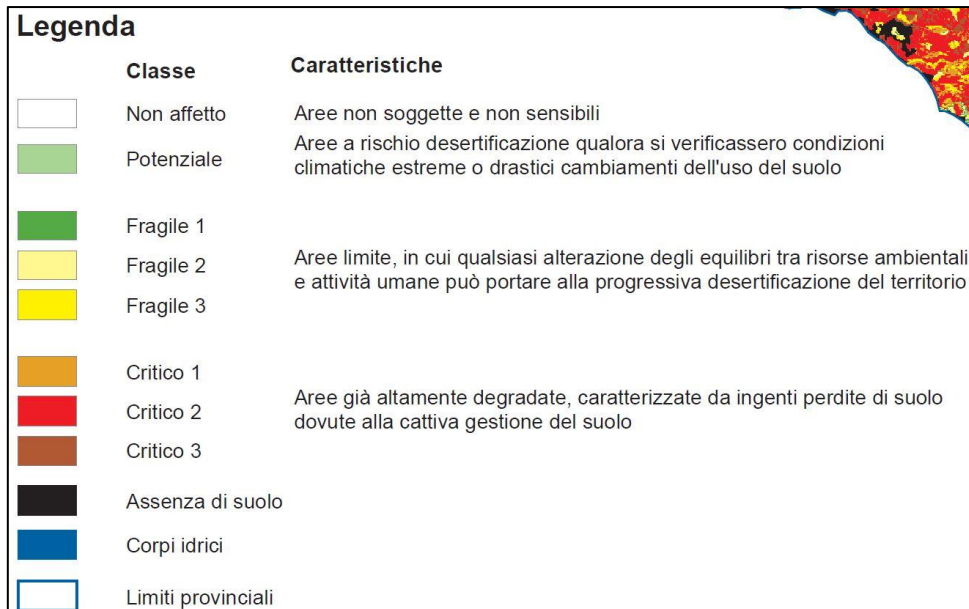 Legenda
Classe Caratteristiche
Non affetto Aree non soggette e non sensibili
Potenziale Aree a rischio desertificazione qualora si verificassero condizioni
climatiche estreme o drastici cambiamenti dell'uso del suolo
Fragile 1
Fragile 2 Aree limite, in cui qualsiasi alterazione degli equilibri tra risorse ambientali
e attività umane può portare alla progressiva desertificazione del territorio
Fragile 3
Critico 1
Critico 2 Aree già altamente degradate, caratterizzate da ingenti perdite di suolo
dovute alla cattiva gestione del suolo
Critico 3
Assenza di suolo
Corpi idrici
Limiti provinciali